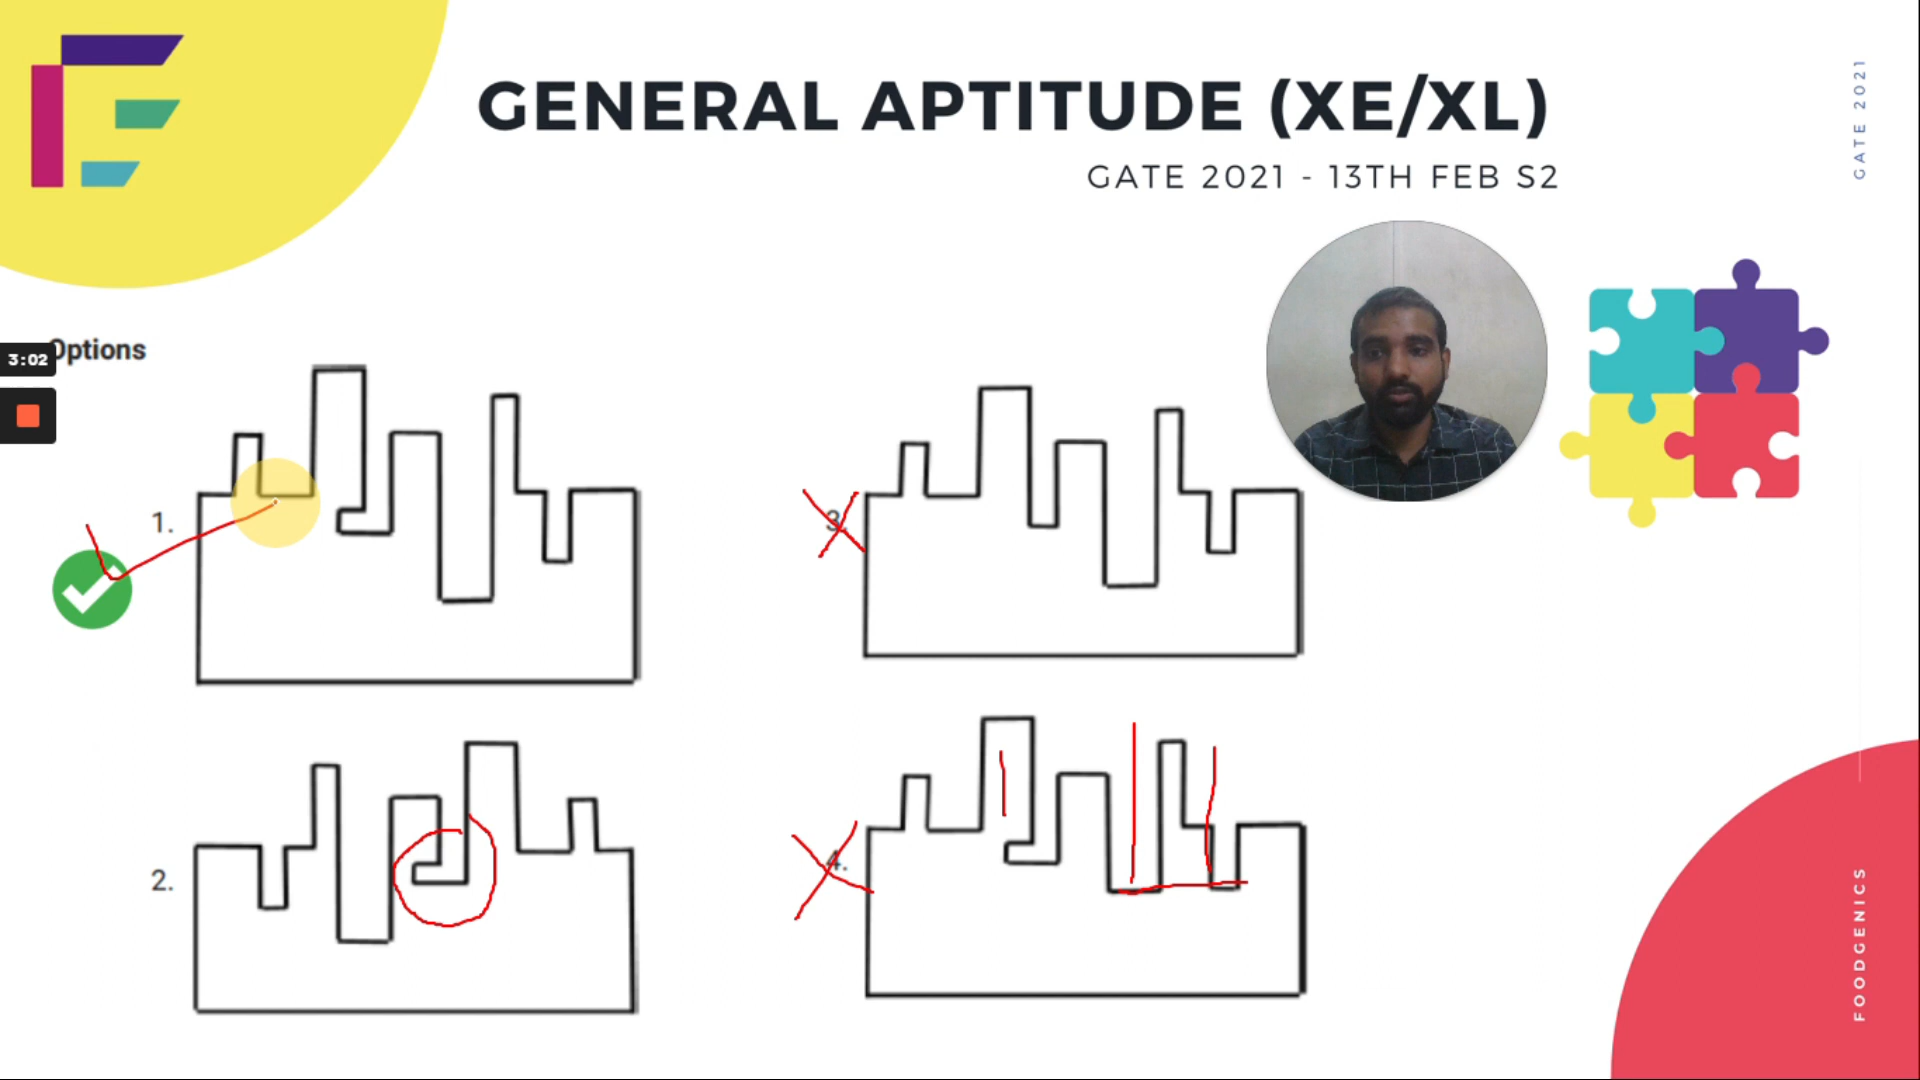 GENERAL APTITUDE (XE/XL)
GATE 2021 - 13TH FEB S2
GATE 2021
Options
3:02
1.
3.
2.
4.
FOODGENICS